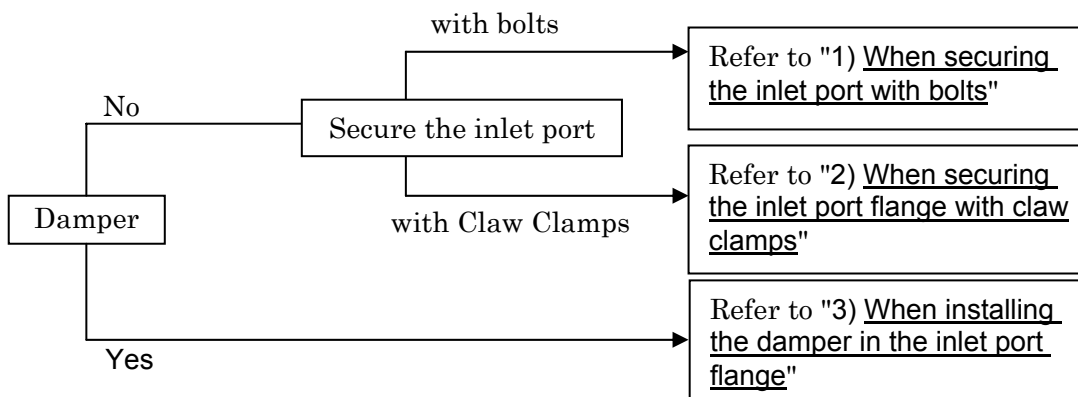 with bolts
Refer to "1) When securing
the inlet port with bolts"
No
Secure the inlet port
Refer to "2) When securing
the inlet port flange with claw
clamps"
Damper
with Claw Clamps
Refer to "3) When installing
the damper in the inlet port
flange"
Yes